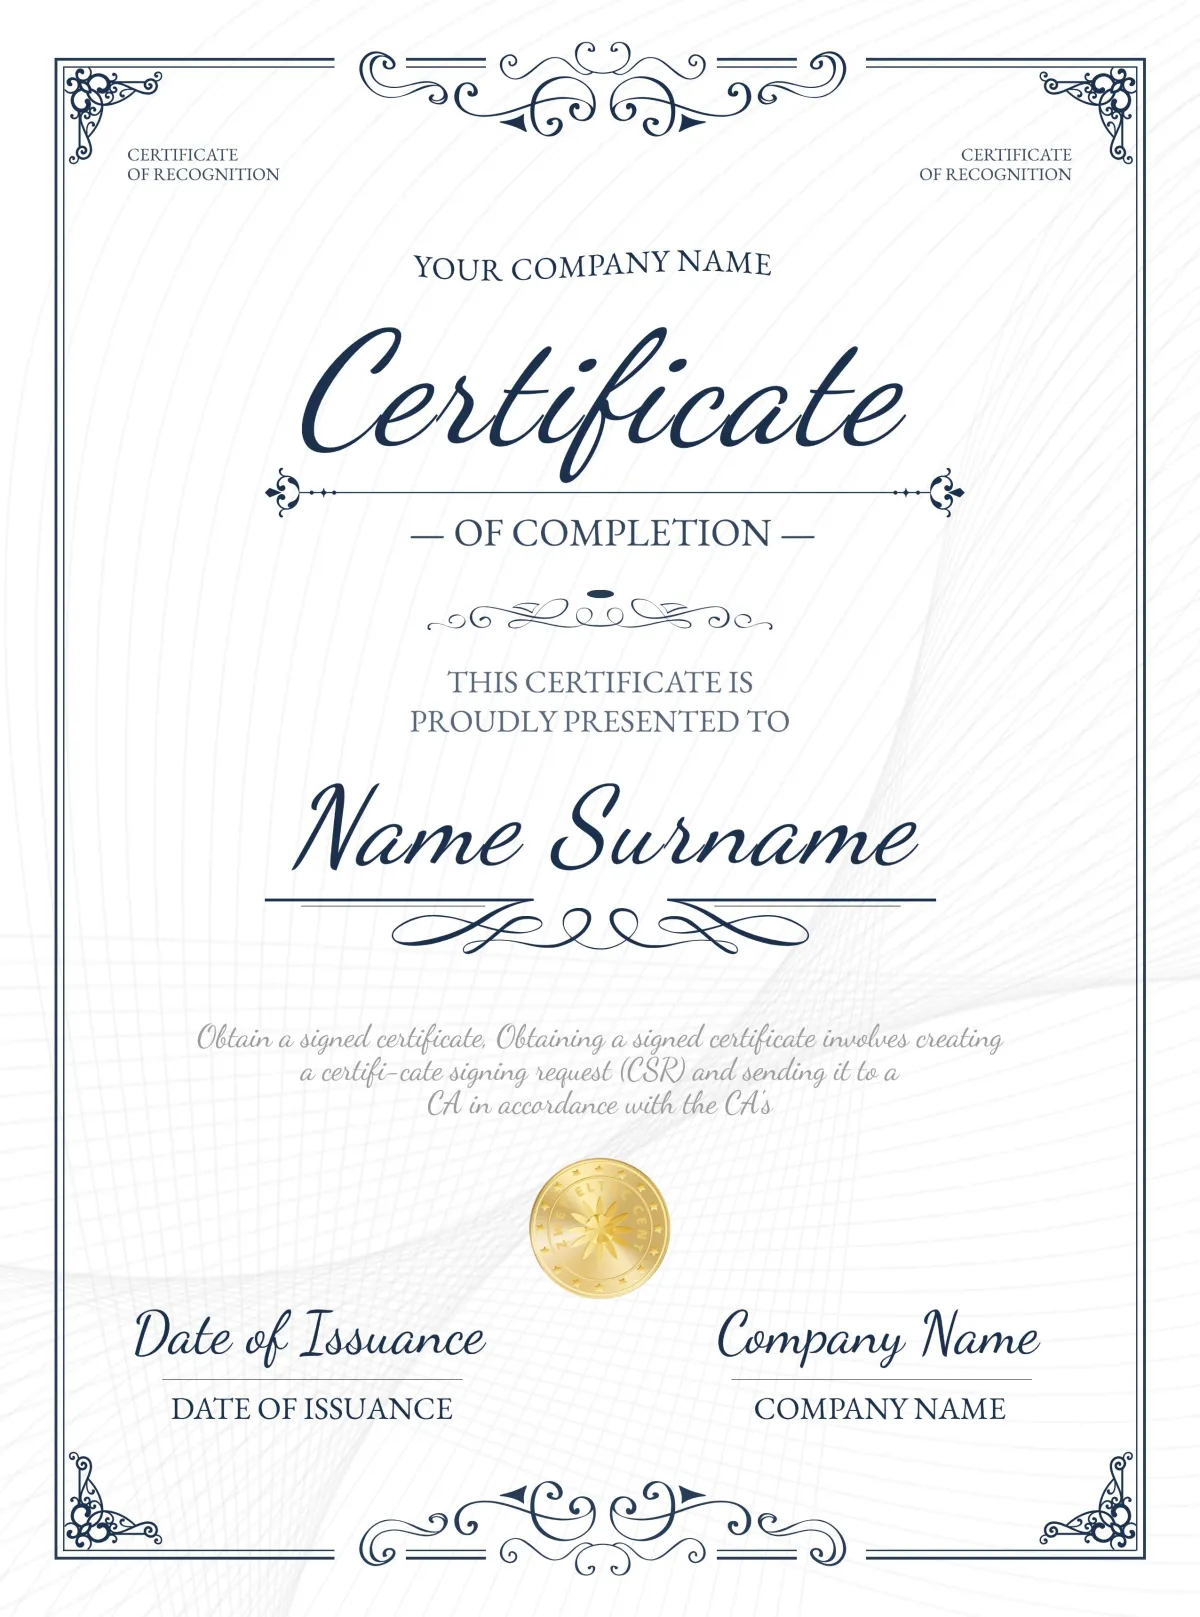 CERTIFICATE
OF RECOGNITION
CERTIFICATE
OF RECOGNITION
YOUR COMPANY NAME
Certificate
— OF COMPLETION —
THIS CERTIFICATE IS
PROUDLY PRESENTED TO
Name Surname
Obtain a signed certificate, Obtaining a signed certificate involves creating
a certifi-cate signing request (CSR) and sending it to a
CA in accordance with the CA's
Date of Issuance
DATE OF ISSUANCE
Company Name
COMPANY NAME